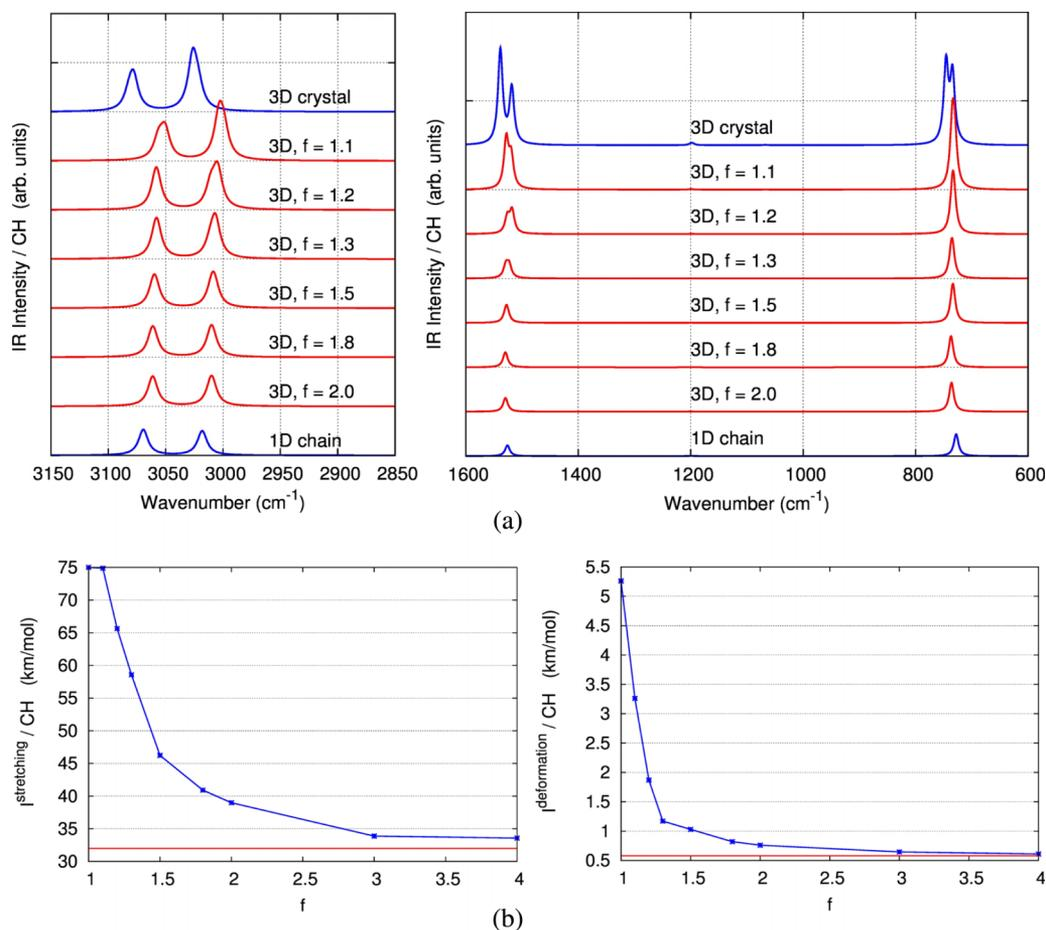 IR Intensity / CH (arb. units)
3D crystal
3D, f = 1.1
3D, f = 1.2
3D, f = 1.3
3D, f = 1.5
3D, f = 1.8
3D, f = 2.0
1D chain
3150 3100 3050 3000 2950 2900 2850
Wavenumber (cm-1)
IR Intensity / CH (arb. units)
3D crystal
3D, f = 1.1
3D, f = 1.2
3D, f = 1.3
3D, f = 1.5
3D, f = 1.8
3D, f = 2.0
1D chain
1600 1400 1200 1000 800 600
Wavenumber (cm-1)
(a)
Istretching / CH (km/mol)
75
70
65
60
55
50
45
40
35
30
1 1.5 2 2.5 3 3.5 4
f
Ideformation / CH (km/mol)
5.5
5
4.5
4
3.5
3
2.5
2
1.5
1
0.5
1 1.5 2 2.5 3 3.5 4
f
(b)